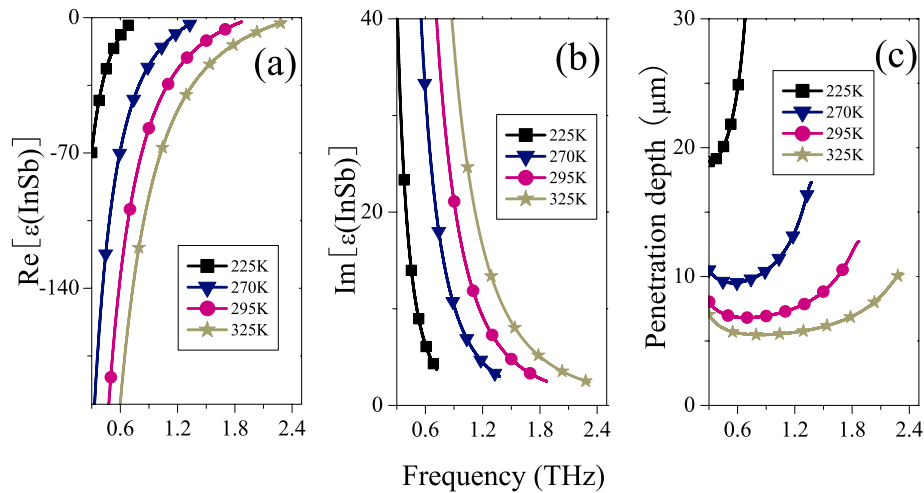 0
-70
-140
0.6 1.2 1.8 2.4
Re[ε(InSb)]
(a)
225K
270K
295K
325K
40
20
0
0.6 1.2 1.8 2.4
Im[ε(InSb)]
(b)
225K
270K
295K
325K
30
20
10
0
0.6 1.2 1.8 2.4
Penetration depth (μm)
(c)
225K
270K
295K
325K
Frequency (THz)